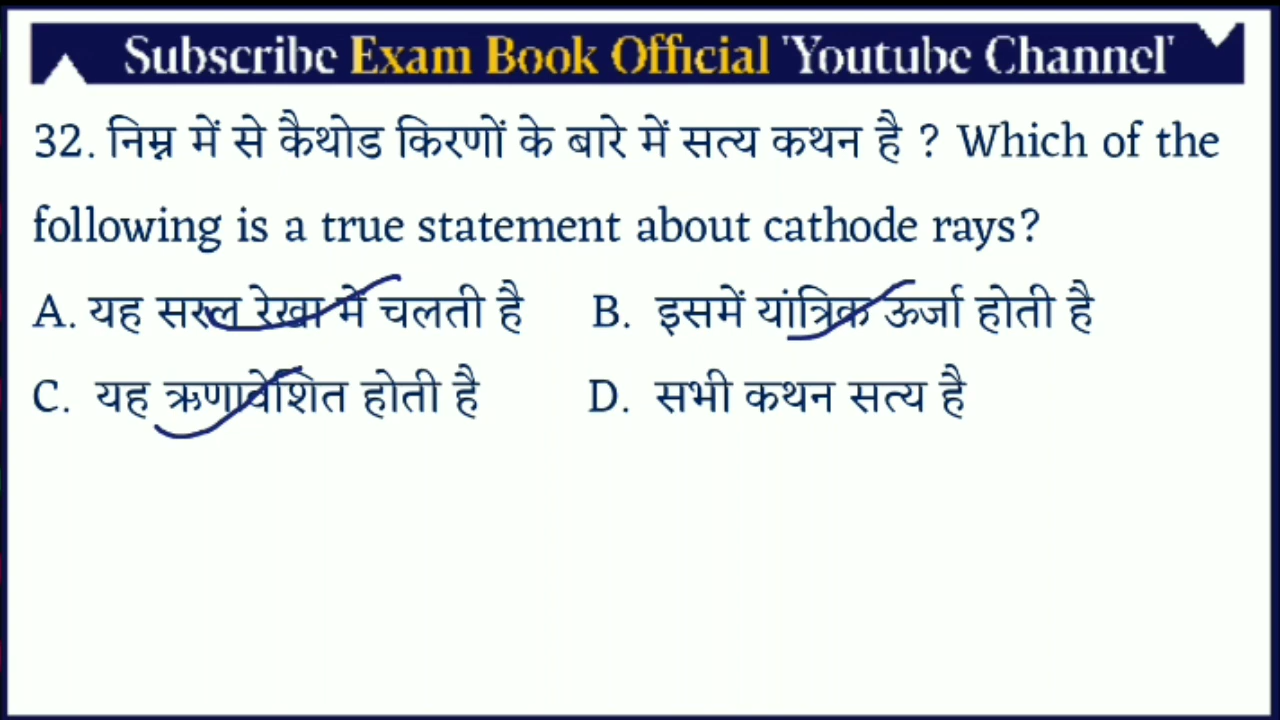 Subscribe Exam Book Official 'Youtube Channel'
32. निम्न में से कैथोड किरणों के बारे में सत्य कथन है ? Which of the
following is a true statement about cathode rays?
A. यह सरल रेखा में चलती है B. इसमें यांत्रिक ऊर्जा होती है
C. यह ऋणावेशित होती है D. सभी कथन सत्य है